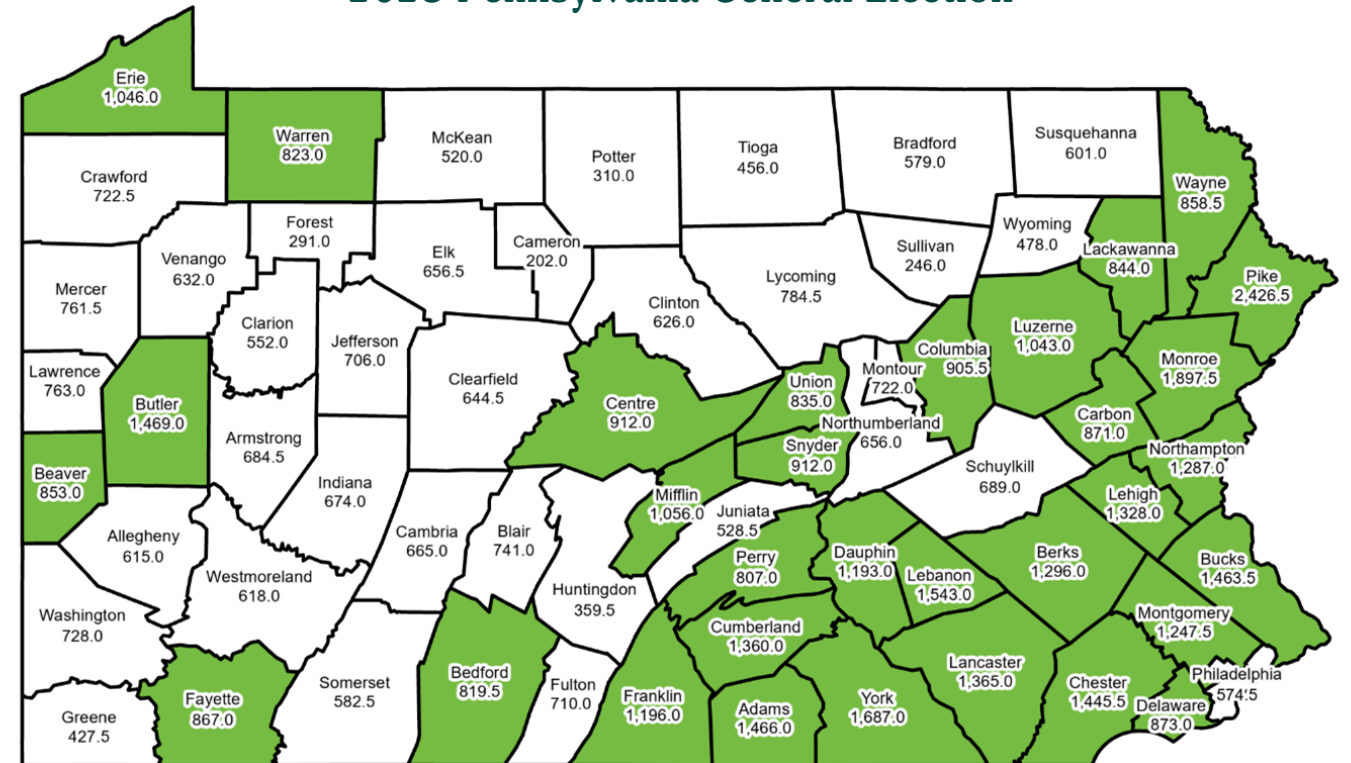 2023 Pennsylvania General Election
Erie
1,046.0
Warren
823.0
McKean
520.0
Potter
310.0
Tioga
456.0
Bradford
579.0
Susquehanna
601.0
Wayne
858.5
Crawford
722.5
Forest
291.0
Venango
632.0
Elk
656.5
Cameron
202.0
Sullivan
246.0
Wyoming
478.0
Lackawanna
844.0
Pike
2,426.5
Mercer
761.5
Clarion
552.0
Jefferson
706.0
Clinton
626.0
Lycoming
784.5
Columbia
905.5
Luzerne
1,043.0
Monroe
1,897.5
Lawrence
763.0
Butler
1,469.0
Clearfield
644.5
Centre
912.0
Union
835.0
Montour
722.0
Carbon
871.0
Armstrong
684.5
Northumberland
656.0
Snyder
912.0
Northampton
1,287.0
Beaver
853.0
Indiana
674.0
Schuylkill
689.0
Lehigh
1,328.0
Mifflin
1,056.0
Juniata
528.5
Allegheny
615.0
Cambria
665.0
Blair
741.0
Huntingdon
359.5
Perry
807.0
Dauphin
1,193.0
Lebanon
1,543.0
Berks
1,296.0
Bucks
1,463.5
Westmoreland
618.0
Washington
728.0
Cumberland
1,360.0
Montgomery
1,247.5
Lancaster
1,365.0
Philadelphia
574.5
Greene
427.5
Fayette
867.0
Somerset
582.5
Bedford
819.5
Fulton
710.0
Franklin
1,196.0
Adams
1,466.0
York
1,687.0
Chester
1,445.5
Delaware
873.0